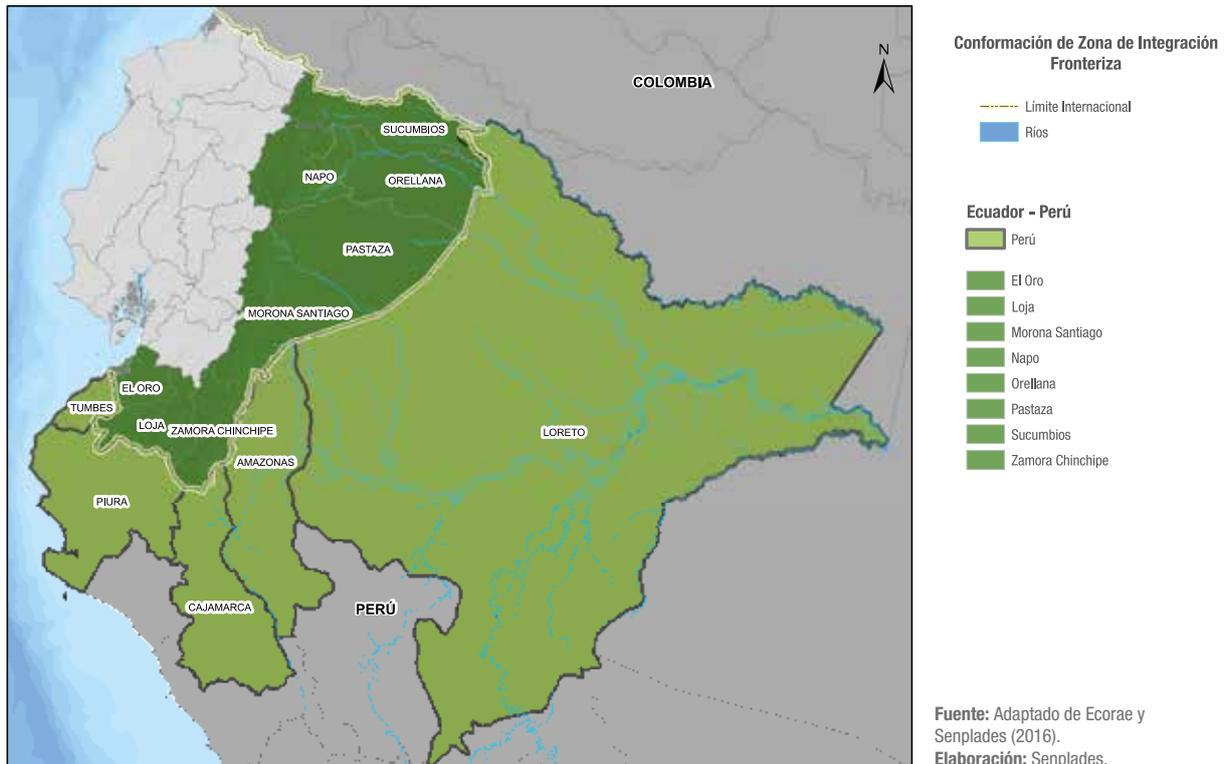 N
COLOMBIA
SUCUMBIOS
NAPO
ORELLANA
PASTAZA
MORONA SANTIAGO
EL ORO
TUMBES
LOJA
ZAMORA CHINCHIPE
LORETO
AMAZONAS
PIURA
CAJAMARCA
PERÚ
Conformación de Zona de Integración
Fronteriza
Límite Internacional
Ríos
Ecuador - Perú
Perú
El Oro
Loja
Morona Santiago
Napo
Orellana
Pastaza
Sucumbios
Zamora Chinchipe
Fuente: Adaptado de Ecorae y
Senplades (2016).
Elaboración: Senplades.